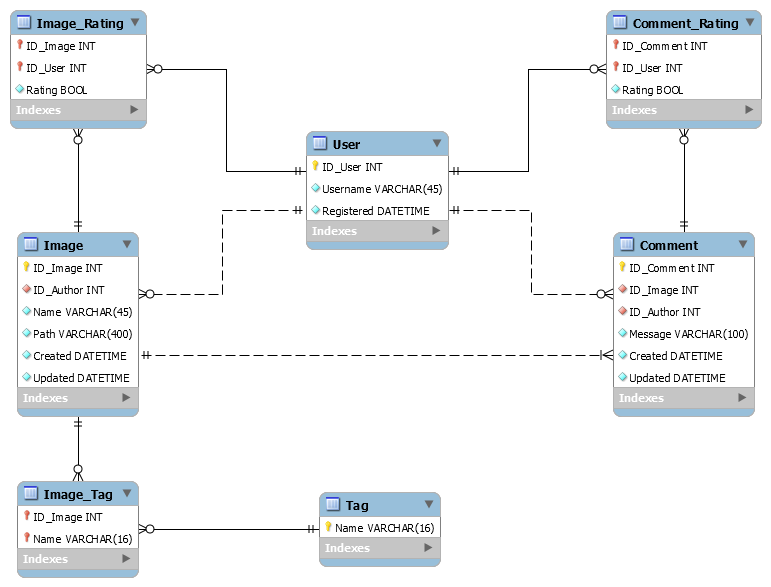 Image_Rating
ID_Image INT
ID_User INT
Rating BOOL
Indexes
Comment_Rating
ID_Comment INT
ID_User INT
Rating BOOL
Indexes
User
ID_User INT
Username VARCHAR(45)
Registered DATETIME
Indexes
Image
ID_Image INT
ID_Author INT
Name VARCHAR(45)
Path VARCHAR(400)
Created DATETIME
Updated DATETIME
Indexes
Comment
ID_Comment INT
ID_Image INT
ID_Author INT
Message VARCHAR(100)
Created DATETIME
Updated DATETIME
Indexes
Image_Tag
ID_Image INT
Name VARCHAR(16)
Indexes
Tag
Name VARCHAR(16)
Indexes